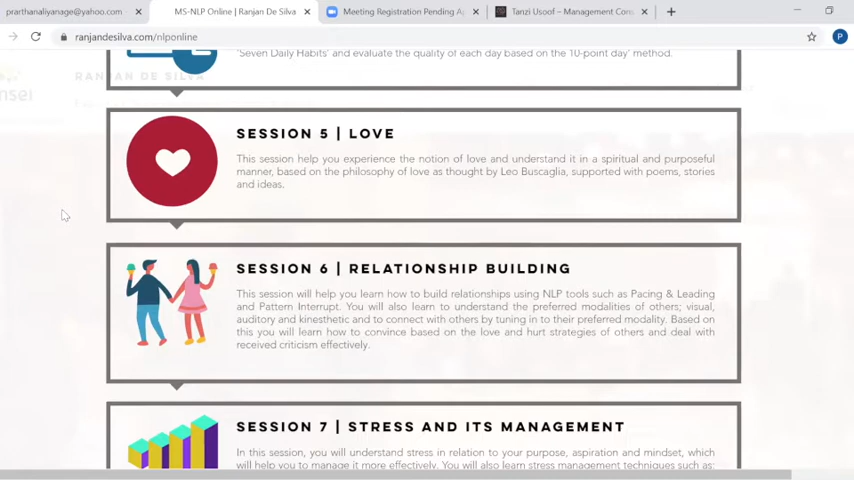 prarthanaliyanage@yahoo.com
MS-NLP Online | Ranjan De Silva
Meeting Registration Pending Ap
Tanzi Usoof – Management Cons
ranjandesilva.com/nlponline
P
'Seven Daily Habits' and evaluate the quality of each day based on the 10-point day' method.
RANJAN DE SILVA
nsei
SESSION 5 | LOVE
This session help you experience the notion of love and understand it in a spiritual and purposeful
manner, based on the philosophy of love as thought by Leo Buscaglia, supported with poems, stories
and ideas.
SESSION 6 | RELATIONSHIP BUILDING
This session will help you learn how to build relationships using NLP tools such as Pacing & Leading
and Pattern Interrupt. You will also learn to understand the preferred modalities of others; visual,
auditory and kinesthetic and to connect with others by tuning in to their preferred modality. Based on
this you will learn how to convince based on the love and hurt strategies of others and deal with
received criticism effectively.
SESSION 7 | STRESS AND ITS MANAGEMENT
In this session, you will understand stress in relation to your purpose, aspiration and mindset, which
will help you to manage it more effectively. You will also learn stress management techniques such as: